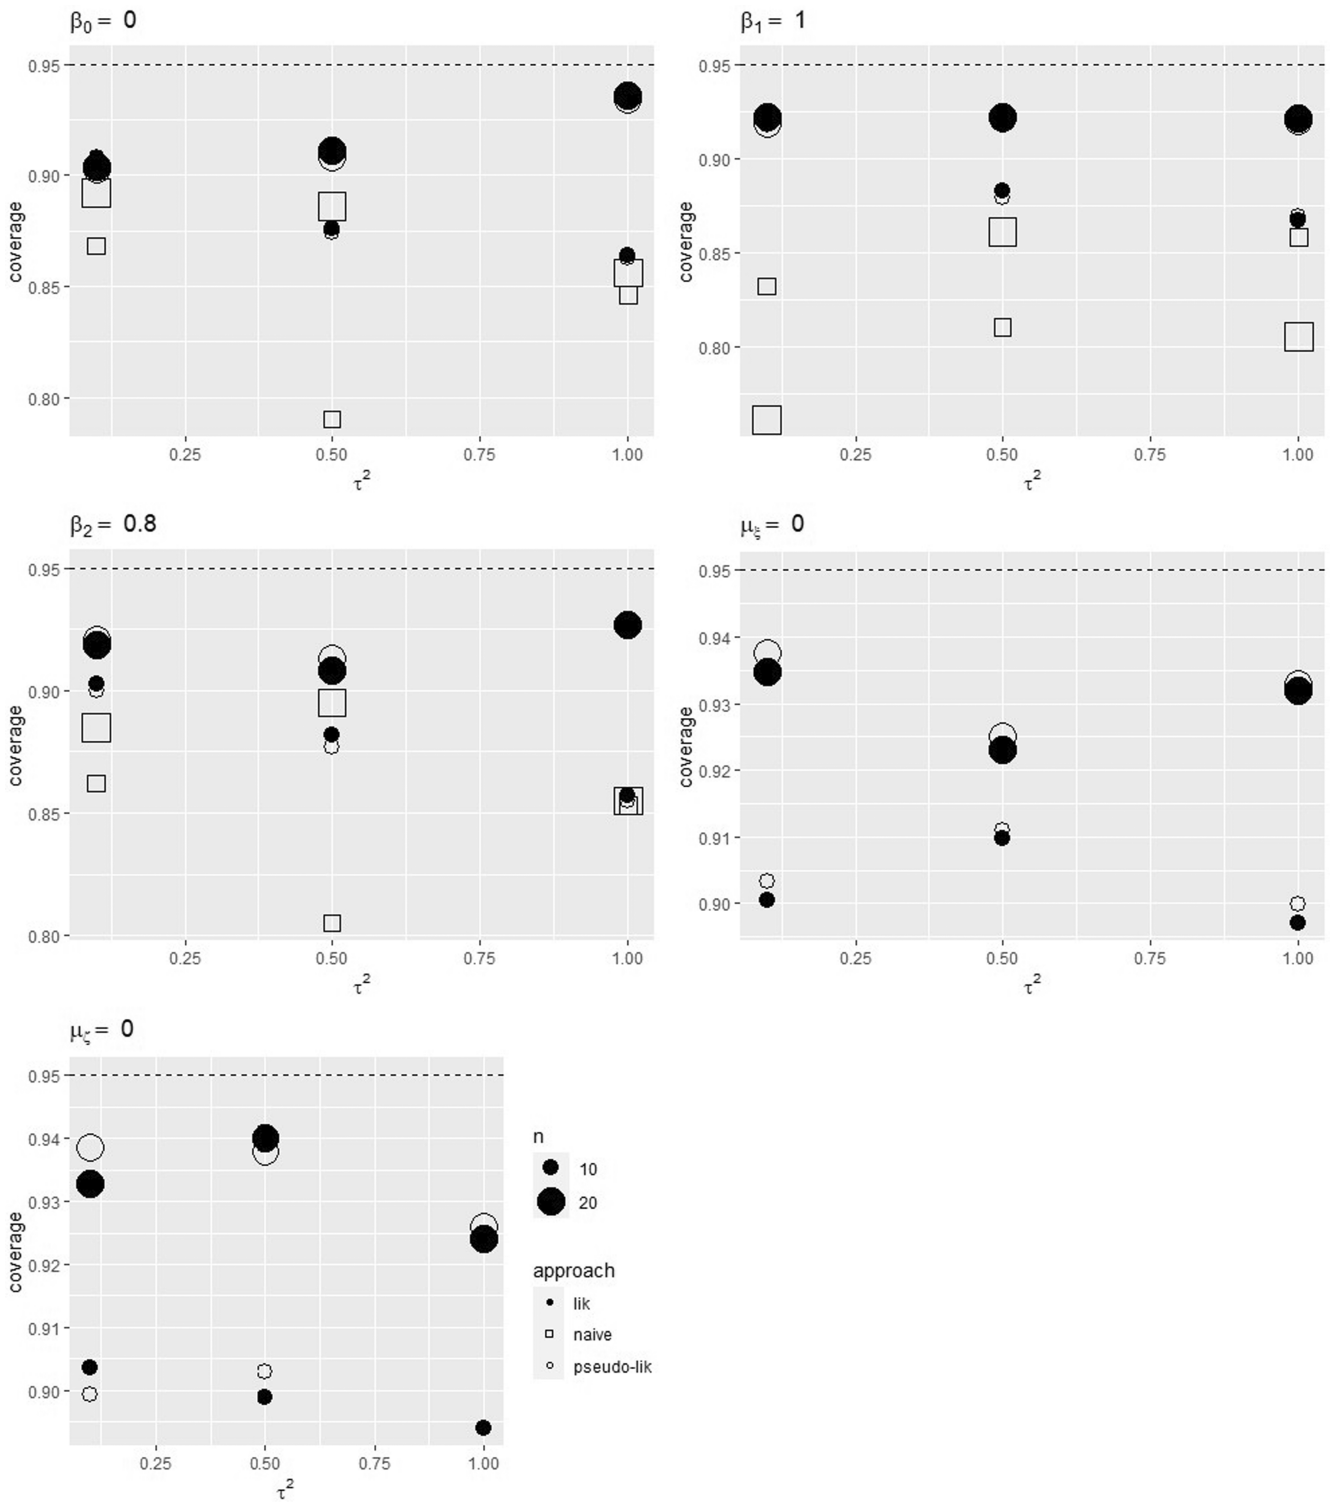 β₀ = 0
0.95
0.90
0.85
0.80
coverage
0.25 0.50 0.75 1.00
τ²
β₁ = 1
0.95
0.90
0.85
0.80
coverage
0.25 0.50 0.75 1.00
τ²
β₂ = 0.8
0.95
0.90
0.85
0.80
coverage
0.25 0.50 0.75 1.00
τ²
μ_ξ = 0
0.95
0.94
0.93
0.92
0.91
0.90
coverage
0.25 0.50 0.75 1.00
τ²
μ_ζ = 0
0.95
0.94
0.93
0.92
0.91
0.90
coverage
0.25 0.50 0.75 1.00
τ²
n
10
20
approach
lik
naive
pseudo-lik